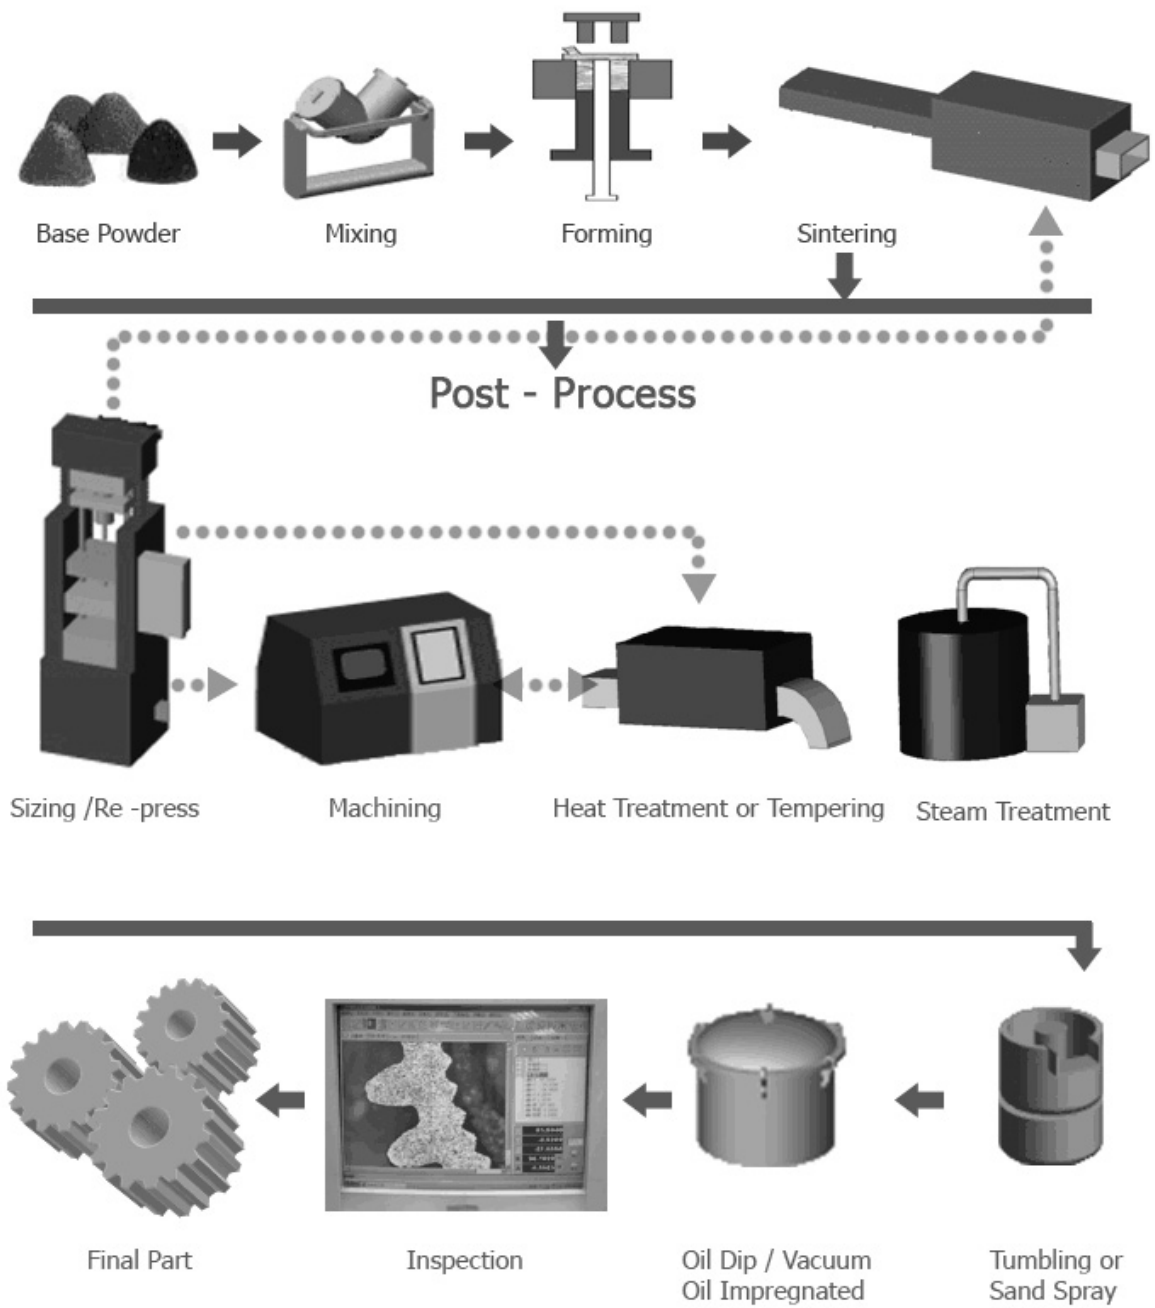 Base Powder
Mixing
Forming
Sintering
Post - Process
Sizing /Re -press
Machining
Heat Treatment or Tempering
Steam Treatment
Final Part
Inspection
Oil Dip / Vacuum
Oil Impregnated
Tumbling or
Sand Spray